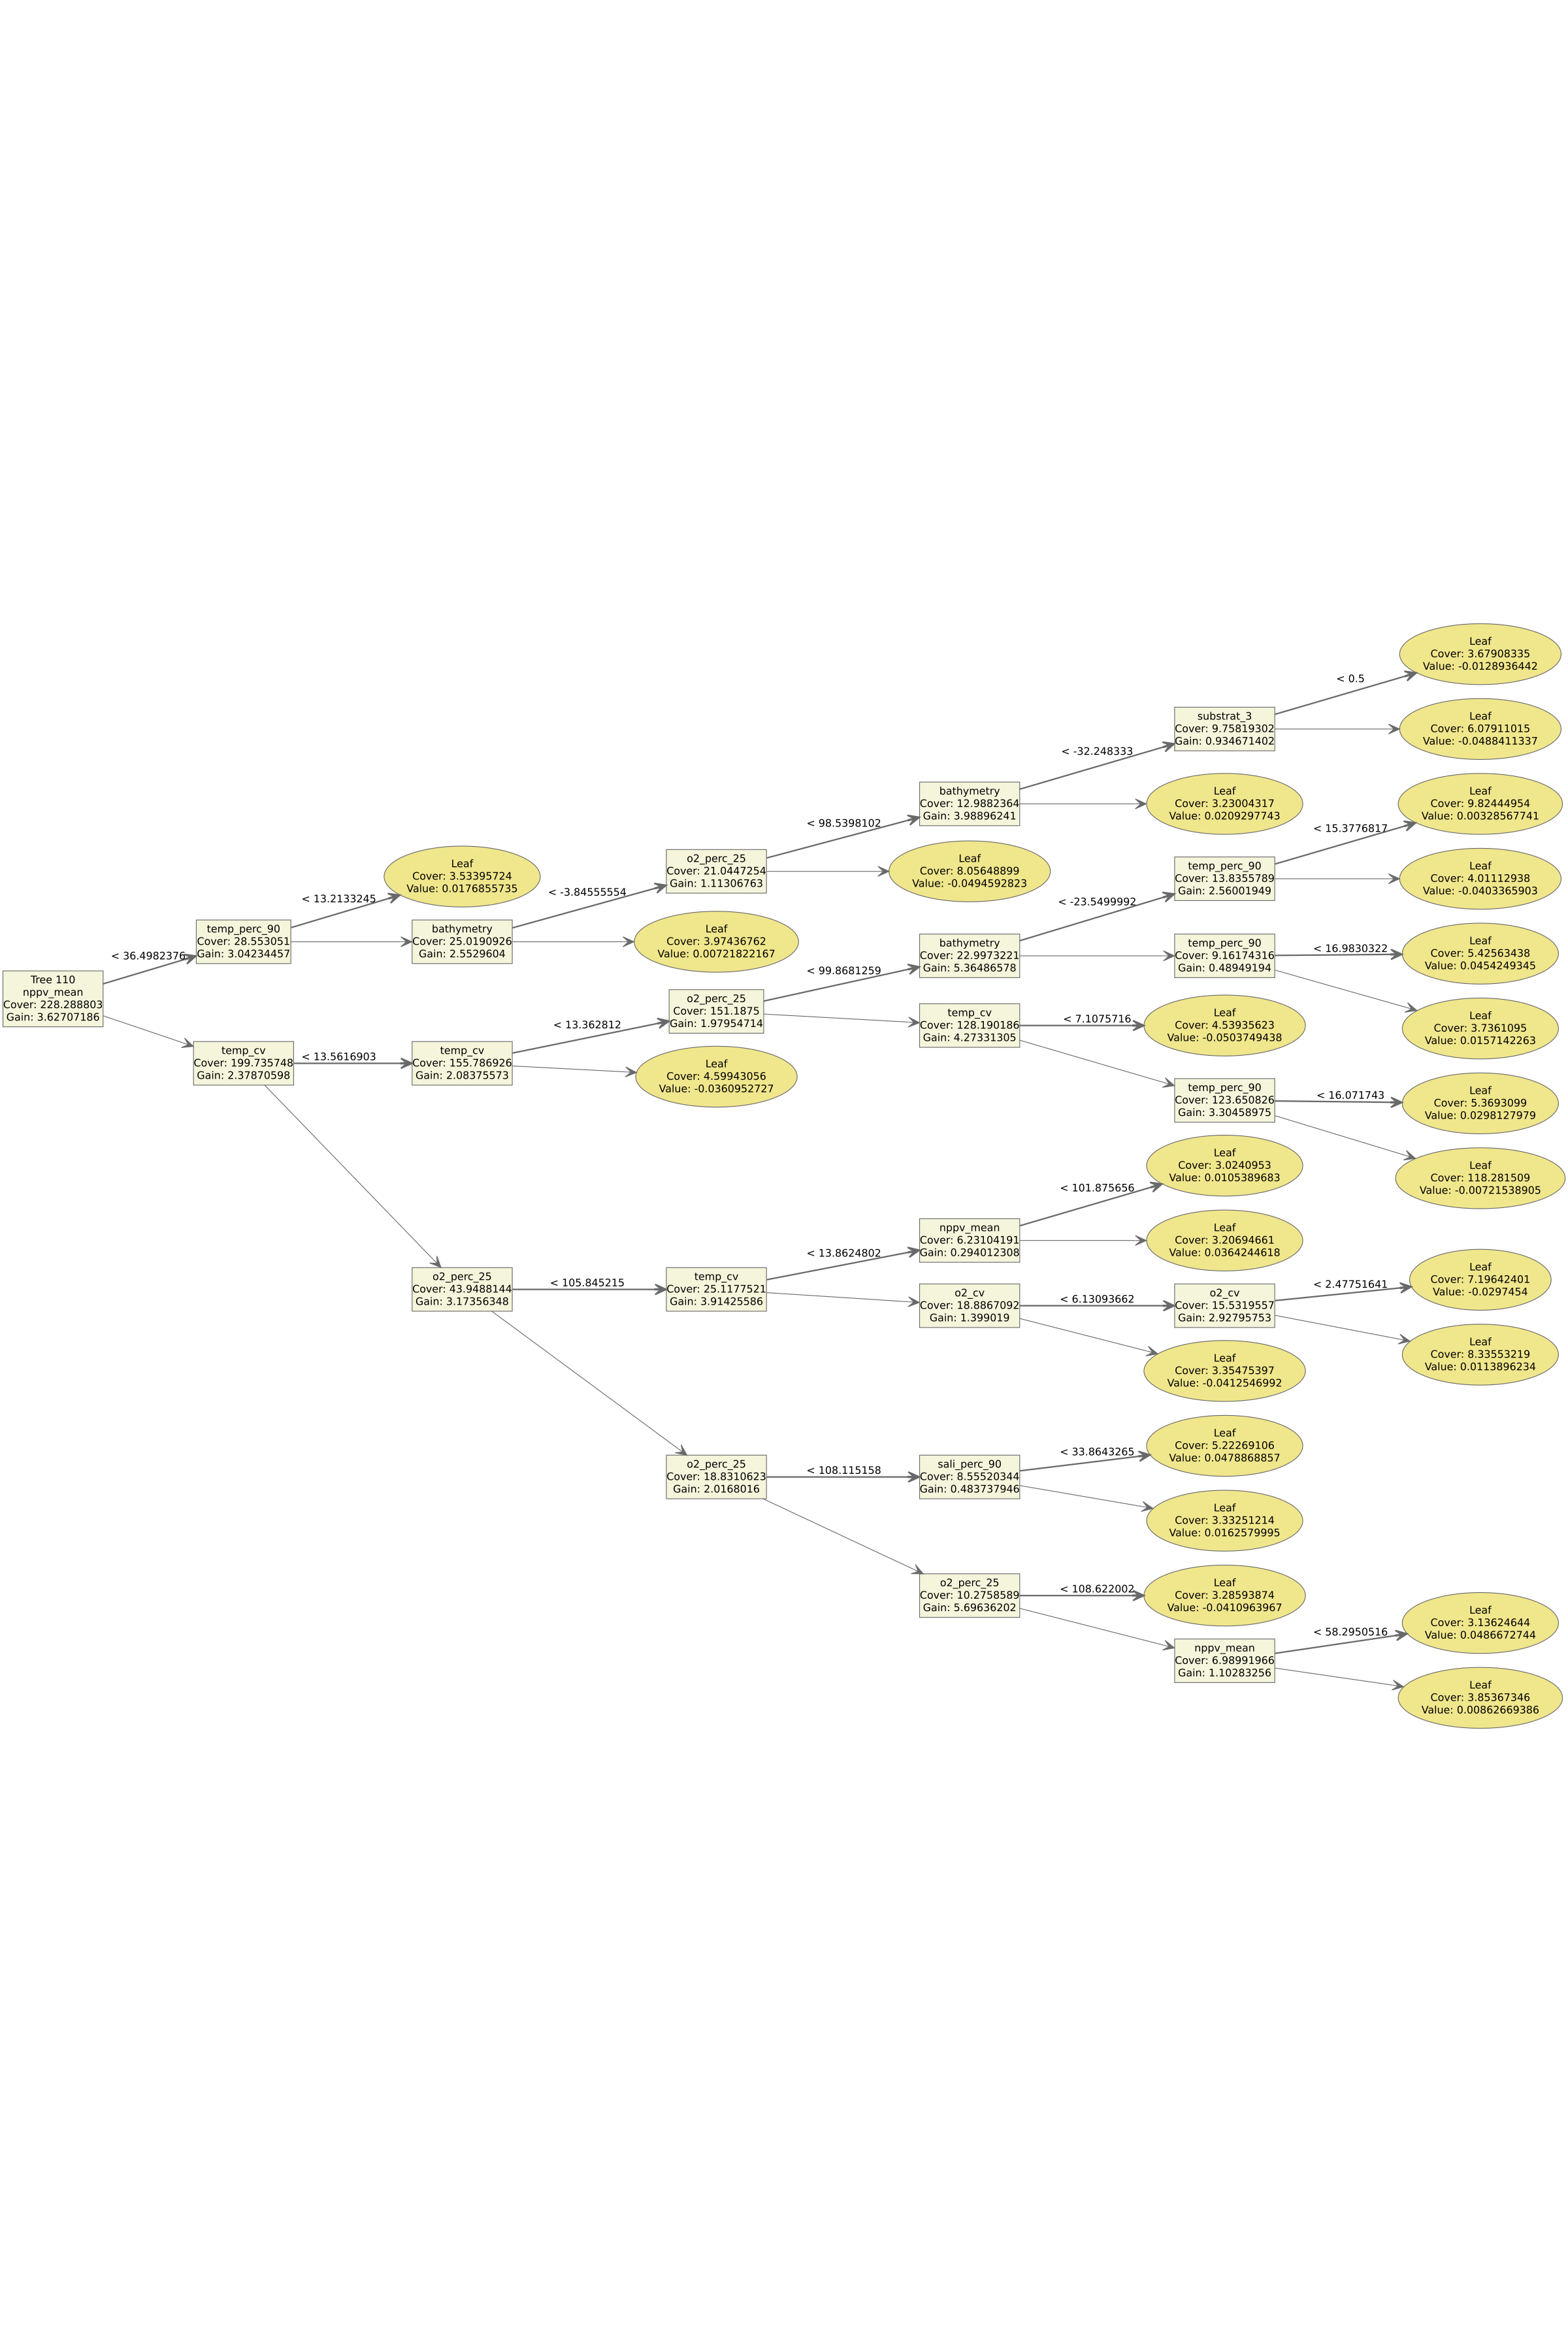 Leaf
Cover: 3.67908335
Value: -0.0128936442
< 0.5
substrat_3
Cover: 9.75819302
Gain: 0.934671402
Leaf
Cover: 6.07911015
Value: -0.0488411337
< -32.248333
bathymetry
Cover: 12.9882364
Gain: 3.98896241
Leaf
Cover: 3.23004317
Value: 0.0209297743
Leaf
Cover: 9.82444954
Value: 0.00328567741
< 98.5398102
< 15.3776817
Leaf
Cover: 3.53395724
Value: 0.0176855735
o2_perc_25
Cover: 21.0447254
Gain: 1.11306763
Leaf
Cover: 8.05648899
Value: -0.0494592823
temp_perc_90
Cover: 13.8355789
Gain: 2.56001949
Leaf
Cover: 4.01112938
Value: -0.0403365903
< 13.2133245
< -3.84555554
< -23.5499992
temp_perc_90
Cover: 28.553051
Gain: 3.04234457
bathymetry
Cover: 25.0190926
Gain: 2.5529604
Leaf
Cover: 3.97436762
Value: 0.00721822167
bathymetry
Cover: 22.9973221
Gain: 5.36486578
temp_perc_90
Cover: 9.16174316
Gain: 0.48949194
< 16.9830322
Leaf
Cover: 5.42563438
Value: 0.0454249345
< 36.4982376
< 99.8681259
Tree 110
nppv_mean
Cover: 228.288803
Gain: 3.62707186
o2_perc_25
Cover: 151.1875
Gain: 1.97954714
temp_cv
Cover: 128.190186
Gain: 4.27331305
< 7.1075716
Leaf
Cover: 4.53935623
Value: -0.0503749438
Leaf
Cover: 3.7361095
Value: 0.0157142263
< 13.362812
temp_cv
Cover: 199.735748
Gain: 2.37870598
< 13.5616903
temp_cv
Cover: 155.786926
Gain: 2.08375573
Leaf
Cover: 4.59943056
Value: -0.0360952727
temp_perc_90
Cover: 123.650826
Gain: 3.30458975
< 16.071743
Leaf
Cover: 5.3693099
Value: 0.0298127979
Leaf
Cover: 3.0240953
Value: 0.0105389683
Leaf
Cover: 118.281509
Value: -0.00721538905
< 101.875656
nppv_mean
Cover: 6.23104191
Gain: 0.294012308
Leaf
Cover: 3.20694661
Value: 0.0364244618
< 13.8624802
o2_perc_25
Cover: 43.9488144
Gain: 3.17356348
< 105.845215
temp_cv
Cover: 25.1177521
Gain: 3.91425586
o2_cv
Cover: 18.8867092
Gain: 1.399019
< 6.13093662
o2_cv
Cover: 15.5319557
Gain: 2.92795753
< 2.47751641
Leaf
Cover: 7.19642401
Value: -0.0297454
Leaf
Cover: 8.33553219
Value: 0.0113896234
Leaf
Cover: 3.35475397
Value: -0.0412546992
Leaf
Cover: 5.22269106
Value: 0.0478868857
< 33.8643265
o2_perc_25
Cover: 18.8310623
Gain: 2.0168016
< 108.115158
sali_perc_90
Cover: 8.55520344
Gain: 0.483737946
Leaf
Cover: 3.33251214
Value: 0.0162579995
o2_perc_25
Cover: 10.2758589
Gain: 5.69636202
< 108.622002
Leaf
Cover: 3.28593874
Value: -0.0410963967
Leaf
Cover: 3.13624644
Value: 0.0486672744
< 58.2950516
nppv_mean
Cover: 6.98991966
Gain: 1.10283256
Leaf
Cover: 3.85367346
Value: 0.00862669386